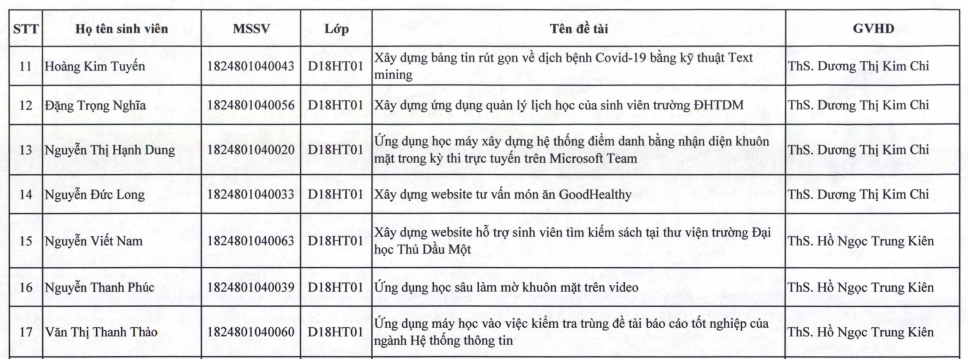 STT Họ tên sinh viên MSSV Lớp Tên đề tài GVHD
11 Hoàng Kim Tuyến 1824801040043 D18HT01 Xây dựng bảng tin rút gọn về dịch bệnh Covid-19 bằng kỹ thuật Text mining ThS. Dương Thị Kim Chi
12 Đặng Trọng Nghĩa 1824801040056 D18HT01 Xây dựng ứng dụng quản lý lịch học của sinh viên trường ĐHTDM ThS. Dương Thị Kim Chi
13 Nguyễn Thị Hạnh Dung 1824801040020 D18HT01 Ứng dụng học máy xây dựng hệ thống điểm danh bằng nhận diện khuôn mặt trong kỳ thi trực tuyến trên Microsoft Team ThS. Dương Thị Kim Chi
14 Nguyễn Đức Long 1824801040033 D18HT01 Xây dựng website tư vấn món ăn GoodHealthy ThS. Dương Thị Kim Chi
15 Nguyễn Viết Nam 1824801040063 D18HT01 Xây dựng website hỗ trợ sinh viên tìm kiếm sách tại thư viện trường Đại học Thủ Dầu Một ThS. Hồ Ngọc Trung Kiên
16 Nguyễn Thanh Phúc 1824801040039 D18HT01 Ứng dụng học sâu làm mờ khuôn mặt trên video ThS. Hồ Ngọc Trung Kiên
17 Văn Thị Thanh Thảo 1824801040060 D18HT01 Ứng dụng máy học vào việc kiểm tra trùng đề tài báo cáo tốt nghiệp của ngành Hệ thống thông tin ThS. Hồ Ngọc Trung Kiên